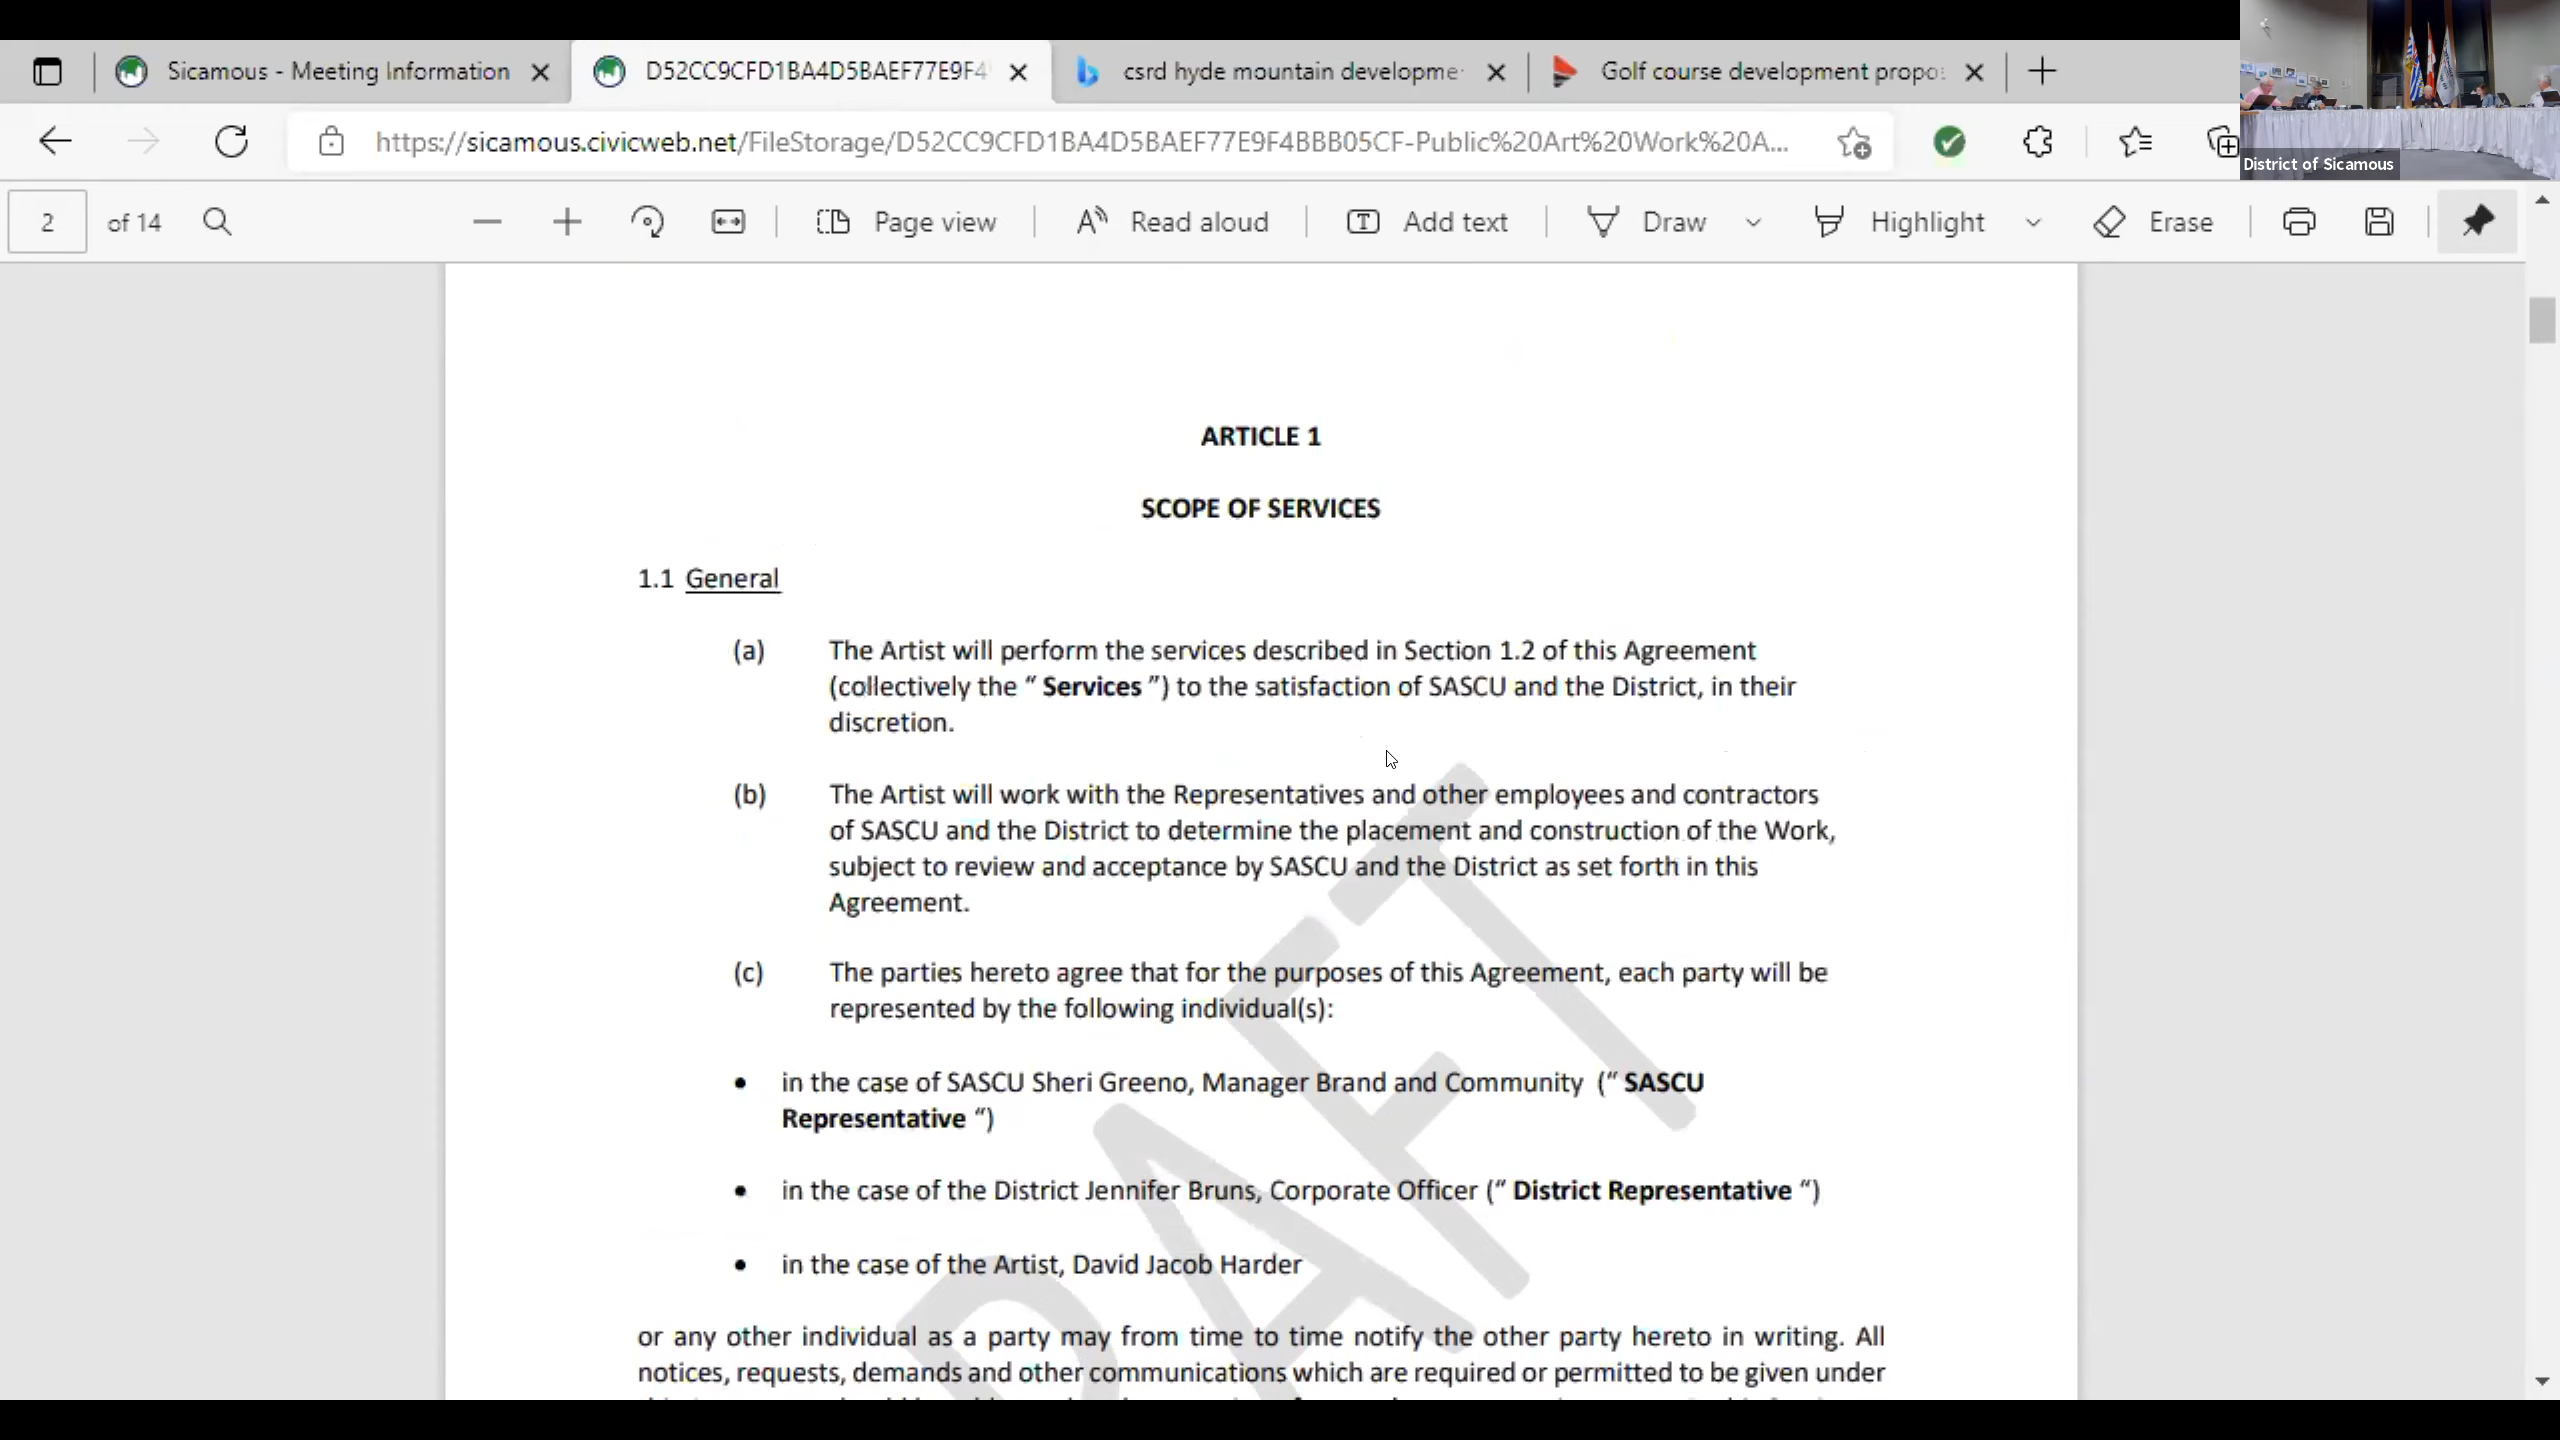 Sicamous - Meeting Information
D52CC9CFD1BA4D5BAEF77E9F4
csrd hyde mountain developme
Golf course development propo
https://sicamous.civicweb.net/FileStorage/D52CC9CFD1BA4D5BAEF77E9F4BBB05CF-Public%20Art%20Work%20A...
District of Sicamous
2 of 14 Page view Read aloud Add text Draw Highlight Erase
ARTICLE 1
SCOPE OF SERVICES
1.1 General
(a) The Artist will perform the services described in Section 1.2 of this Agreement
(collectively the “ Services ”) to the satisfaction of SASCU and the District, in their
discretion.
(b) The Artist will work with the Representatives and other employees and contractors
of SASCU and the District to determine the placement and construction of the Work,
subject to review and acceptance by SASCU and the District as set forth in this
Agreement.
(c) The parties hereto agree that for the purposes of this Agreement, each party will be
represented by the following individual(s):
• in the case of SASCU Sheri Greeno, Manager Brand and Community (“ SASCU
Representative “)
• in the case of the District Jennifer Bruns, Corporate Officer (“ District Representative “)
• in the case of the Artist, David Jacob Harder
or any other individual as a party may from time to time notify the other party hereto in writing. All
notices, requests, demands and other communications which are required or permitted to be given under
DRAFT